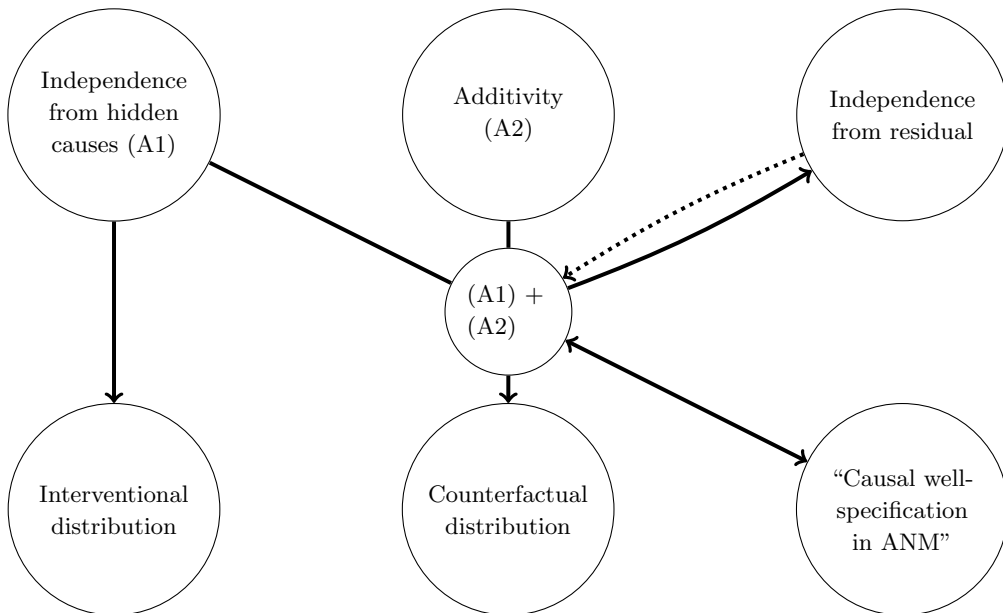 Independence
from hidden
causes (A1)
Additivity
(A2)
Independence
from residual
(A1) +
(A2)
Interventional
distribution
Counterfactual
distribution
“Causal well-
specification
in ANM”